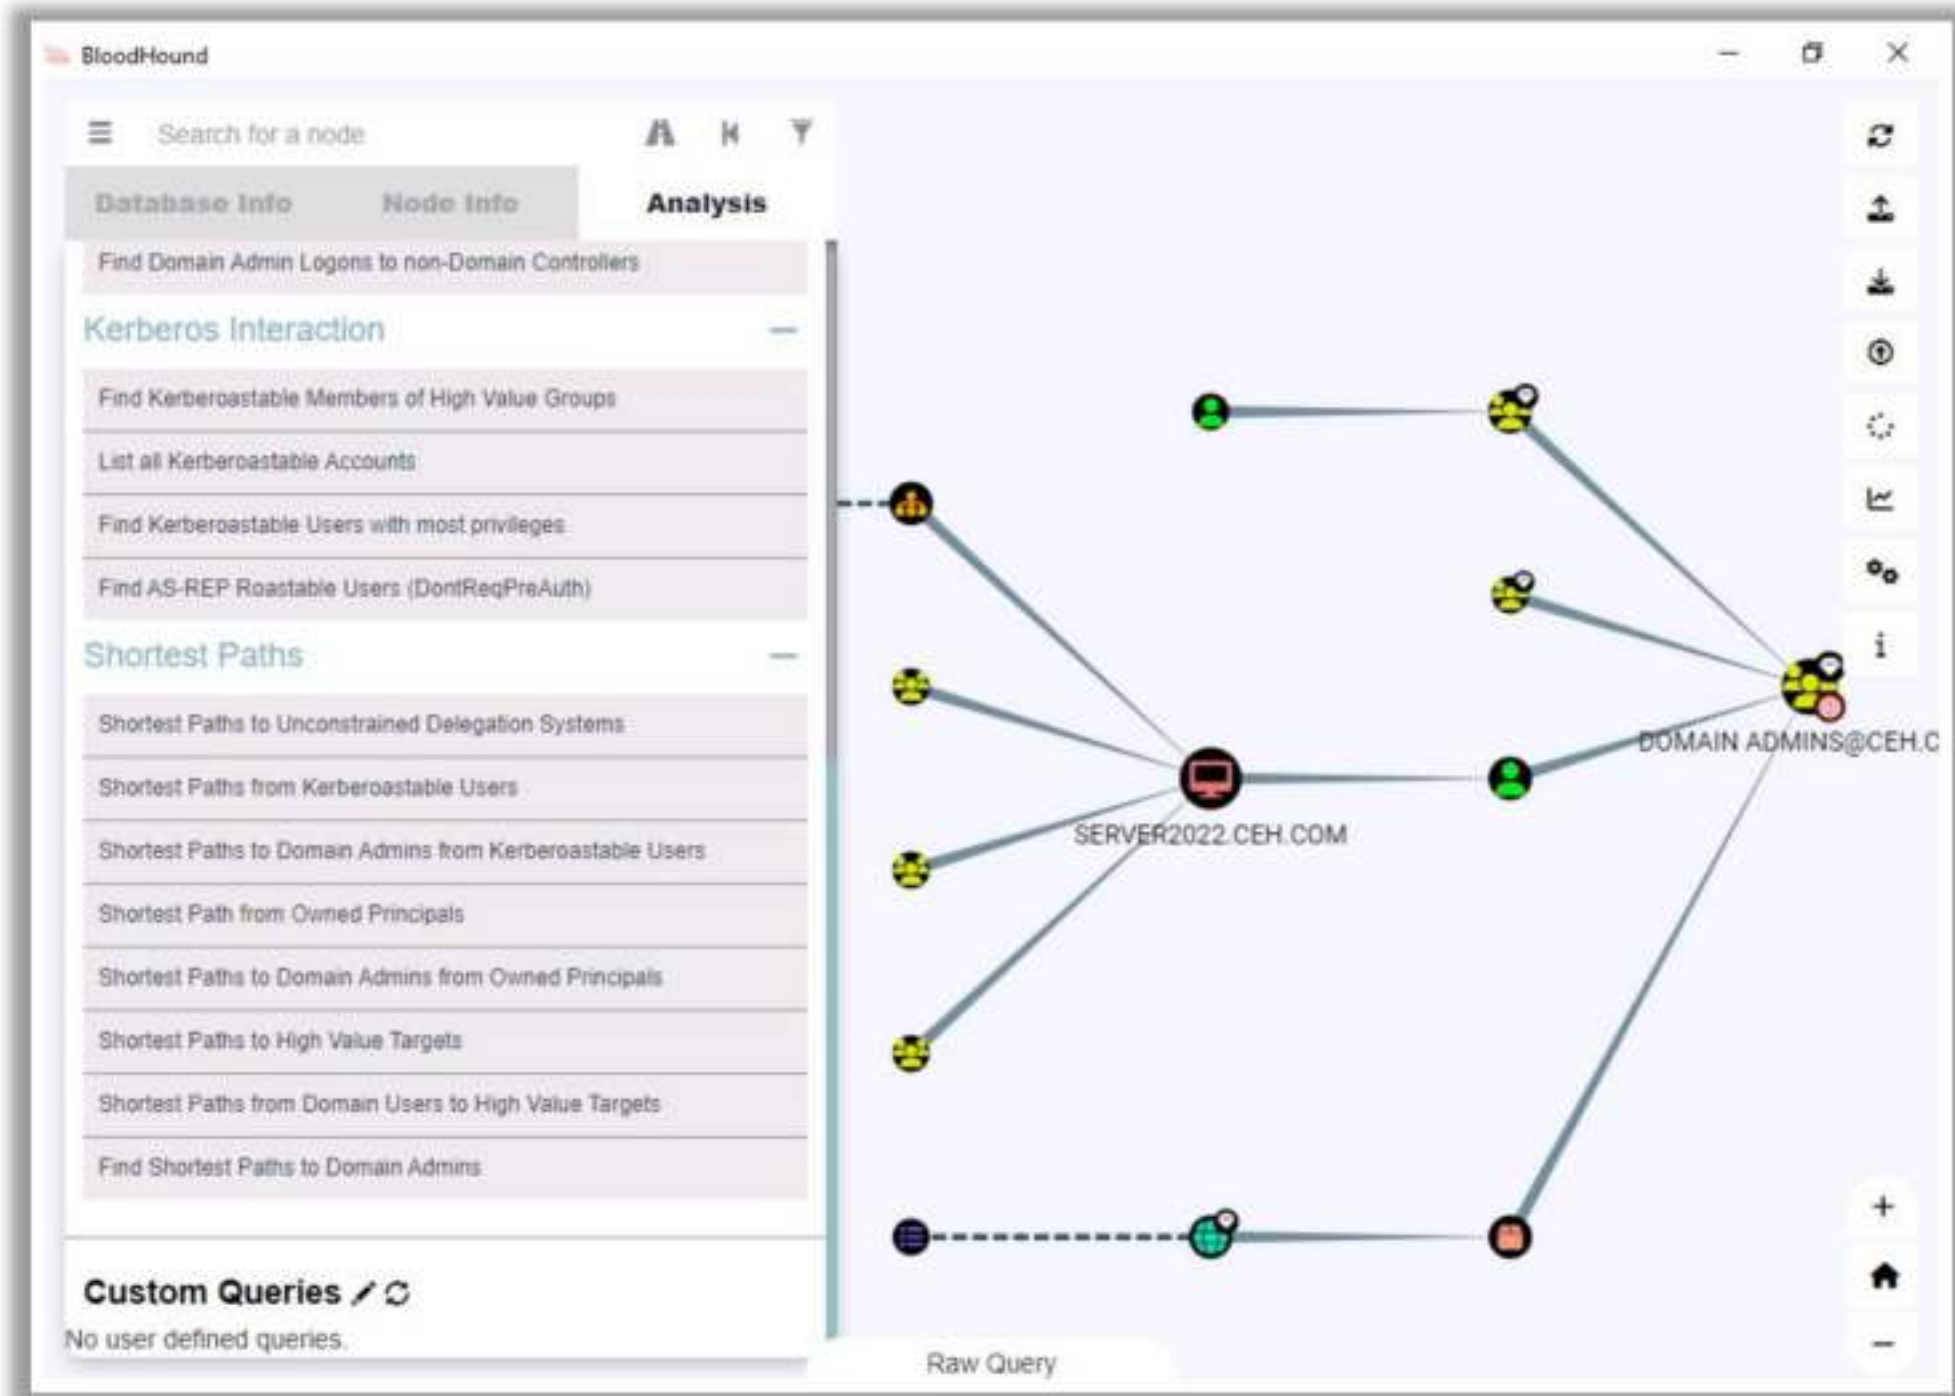 BloodHound
Search for a node
Database Info Node Info Analysis
Find Domain Admin Logons to non-Domain Controllers
Kerberos Interaction
Find Kerberoastable Members of High Value Groups
List all Kerberoastable Accounts
Find Kerberoastable Users with most privileges
Find AS-REP Roastable Users (DontReqPreAuth)
Shortest Paths
Shortest Paths to Unconstrained Delegation Systems
Shortest Paths from Kerberoastable Users
Shortest Paths to Domain Admins from Kerberoastable Users
Shortest Path from Owned Principals
Shortest Paths to Domain Admins from Owned Principals
Shortest Paths to High Value Targets
Shortest Paths from Domain Users to High Value Targets
Find Shortest Paths to Domain Admins
Custom Queries
No user defined queries.
DOMAIN ADMINS@CEH.C
SERVER2022.CEH.COM
Raw Query